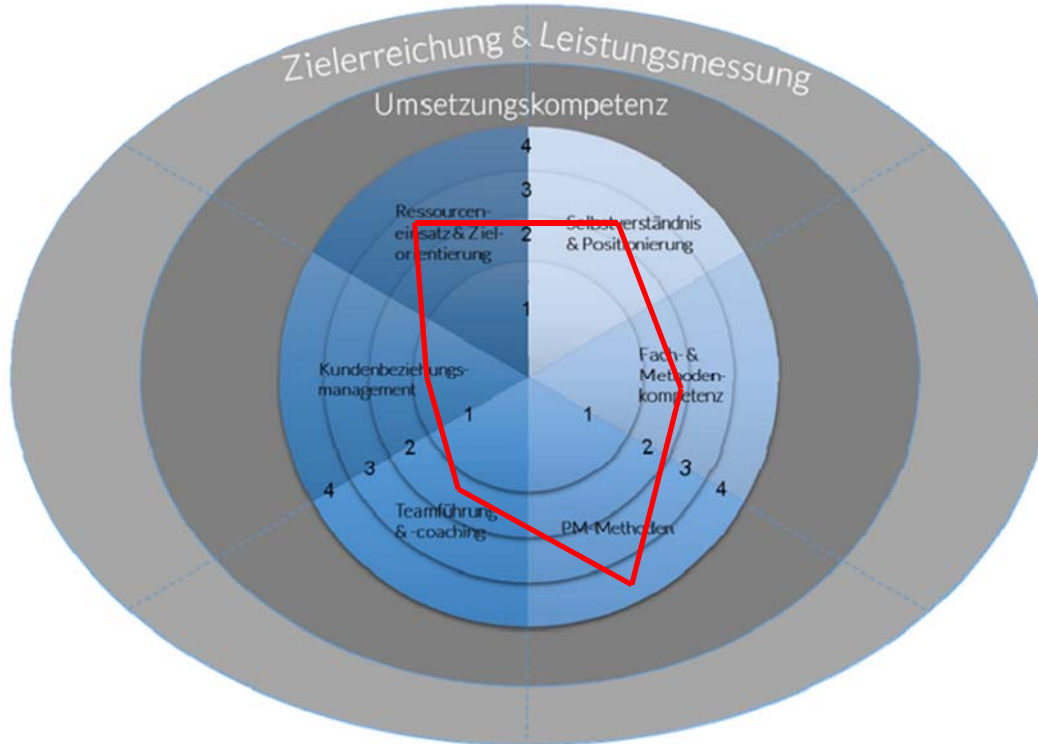 Zielerreichung & Leistungsmessung
Umsetzungskompetenz
4
3
2
1
Ressourcen-
einsatz & Ziel-
orientierung
Selbstverständnis
& Positionierung
Kundenbeziehungs-
management
Fach- &
Methoden-
kompetenz
1
2
3
4
1
2
3
4
Teamführung
& -coaching
PM-Methoden